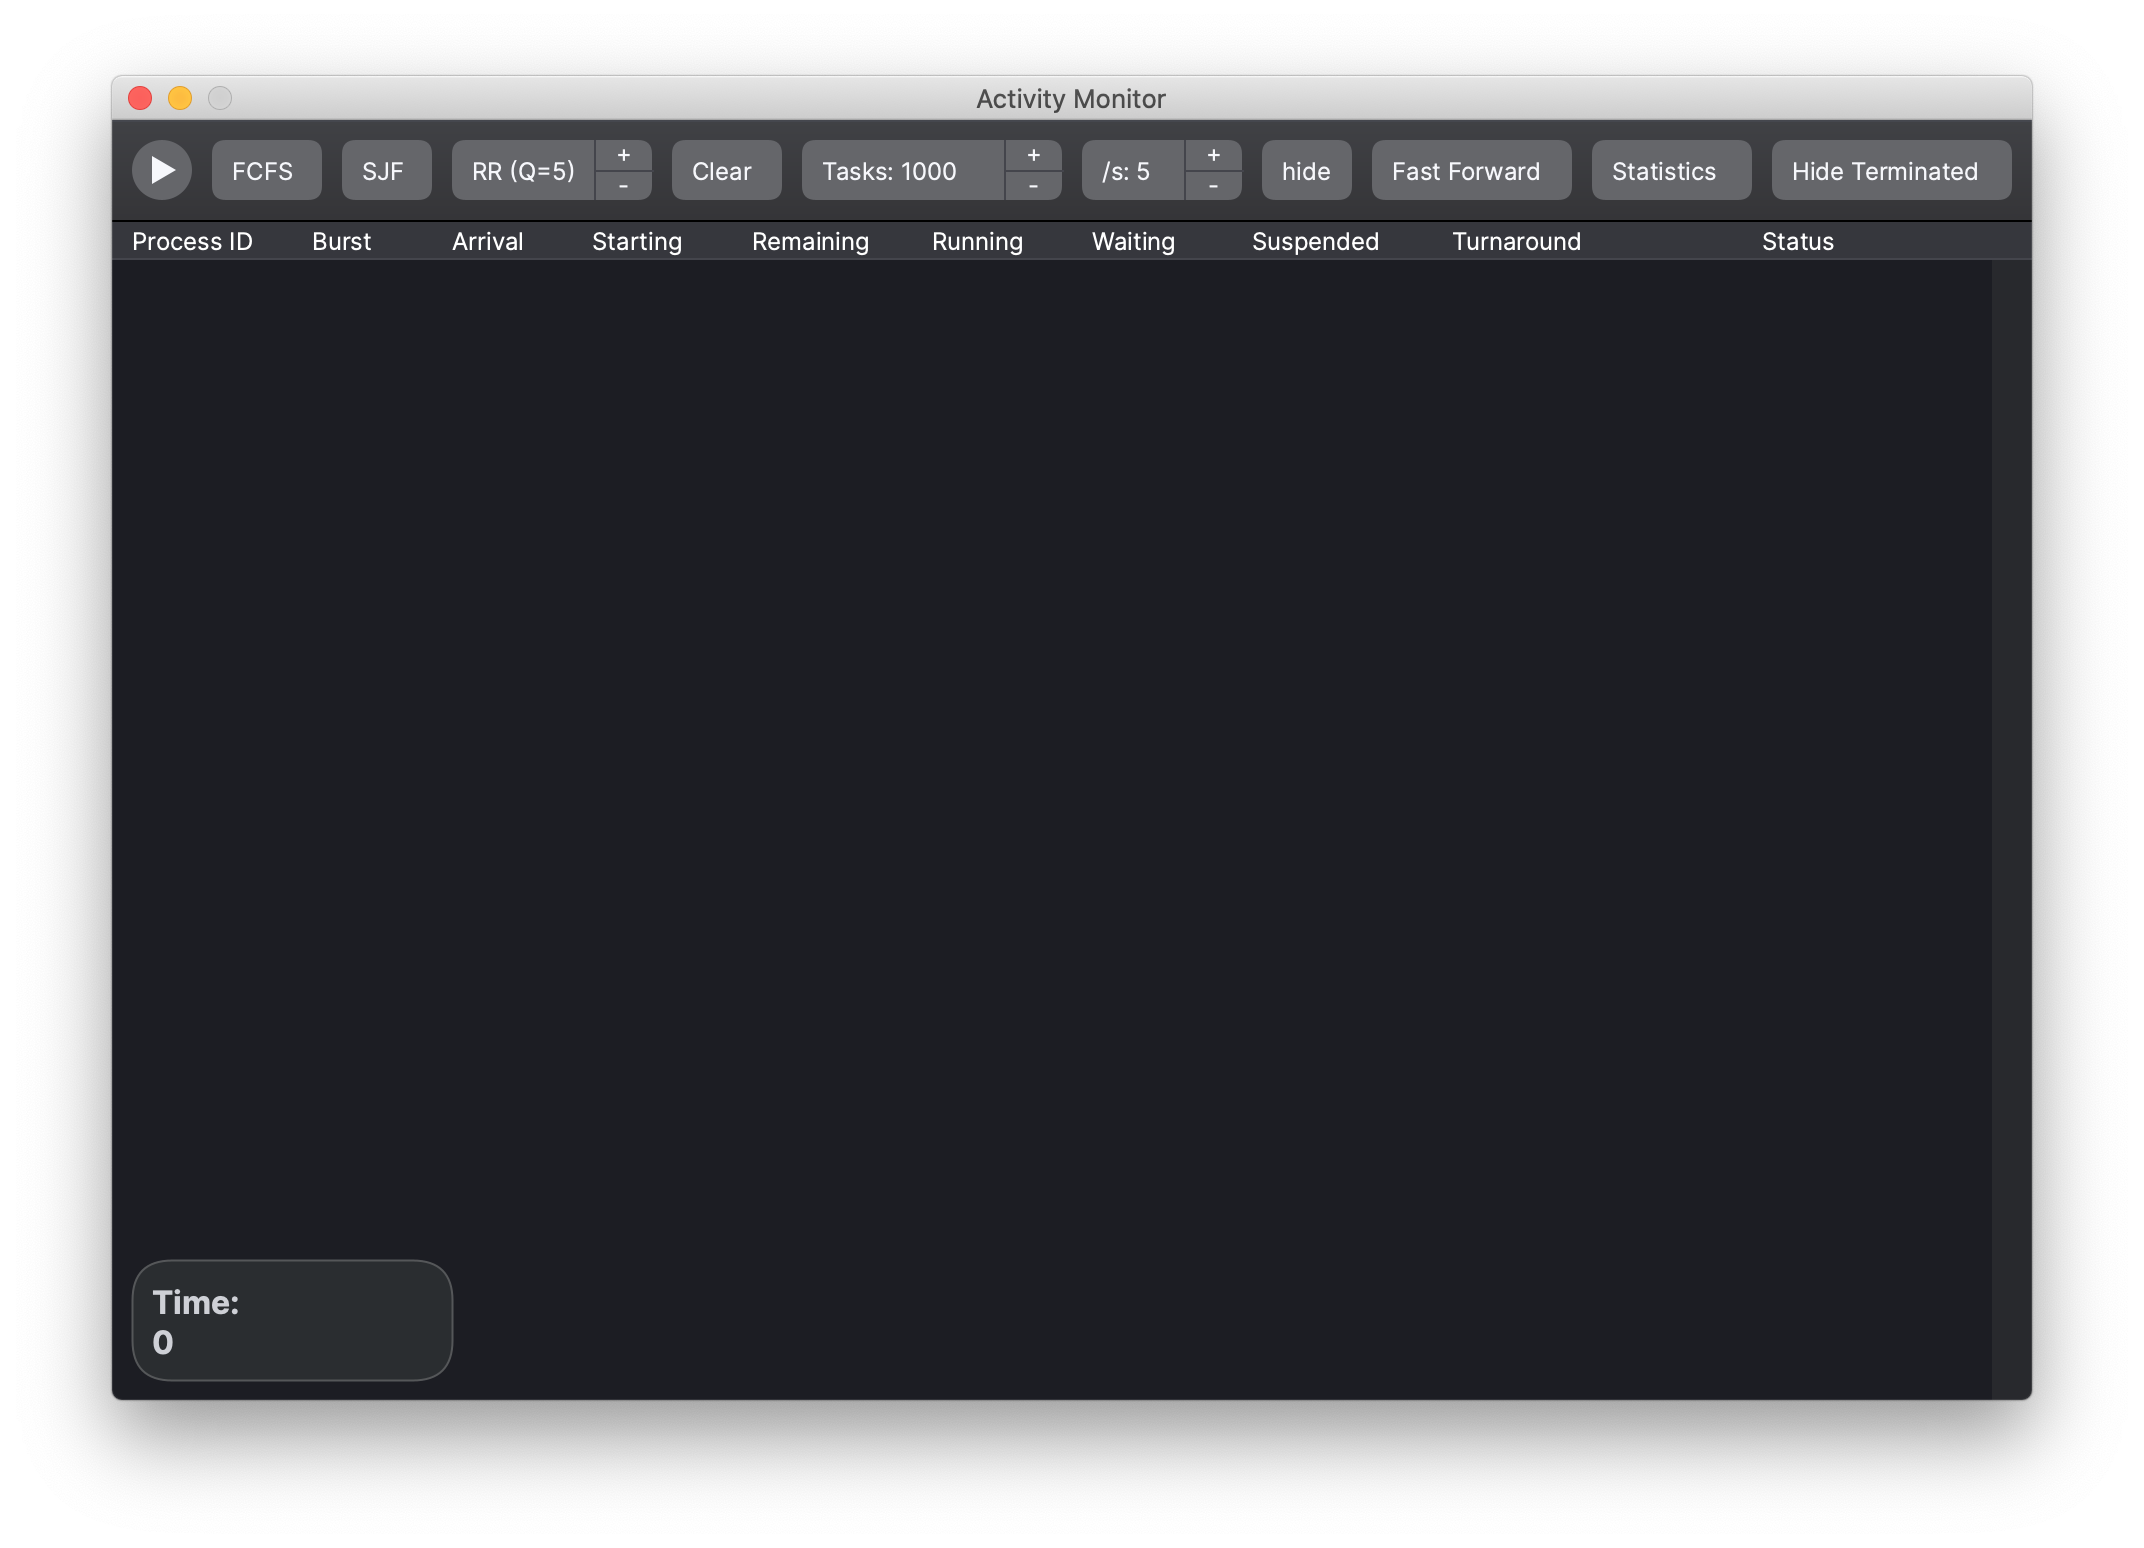 Activity Monitor
FCFS SJF RR (Q=5) + - Clear Tasks: 1000 + - /s: 5 + - hide Fast Forward Statistics Hide Terminated
Process ID Burst Arrival Starting Remaining Running Waiting Suspended Turnaround Status
Time:
0